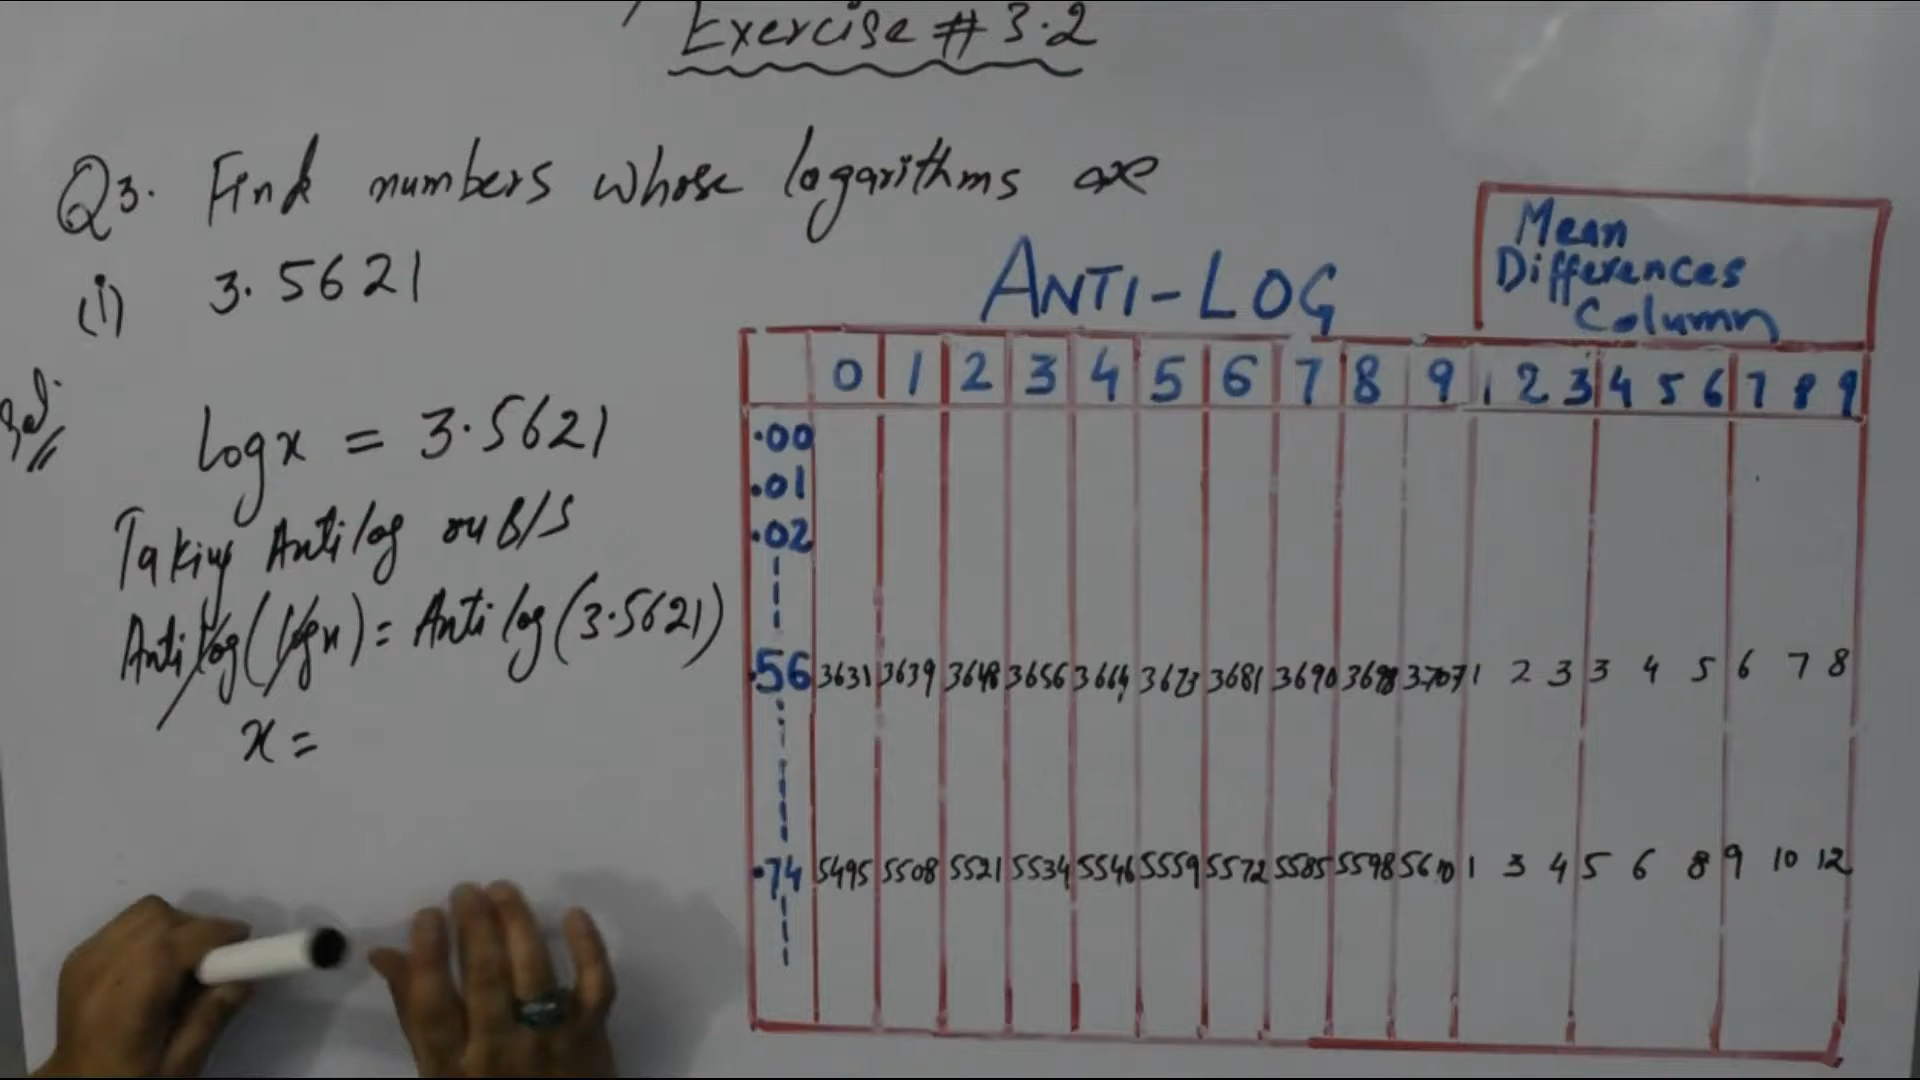 Exercise # 3.2
Q3. Find numbers whose logarithms are
(i) 3.5621
Sol:
log x = 3.5621
Taking Antilog on B/S
Antilog(log x) = Antilog(3.5621)
x =
ANTI-LOG
Mean
Differences
Column
0 1 2 3 4 5 6 7 8 9 1 2 3 4 5 6 7 8 9
.00
.01
.02
.56 3631 3639 3648 3656 3664 3673 3681 3690 3698 3707 1 2 3 3 4 5 6 7 8
.74 5495 5508 5521 5534 5546 5559 5572 5585 5598 5610 1 3 4 5 6 8 9 10 12